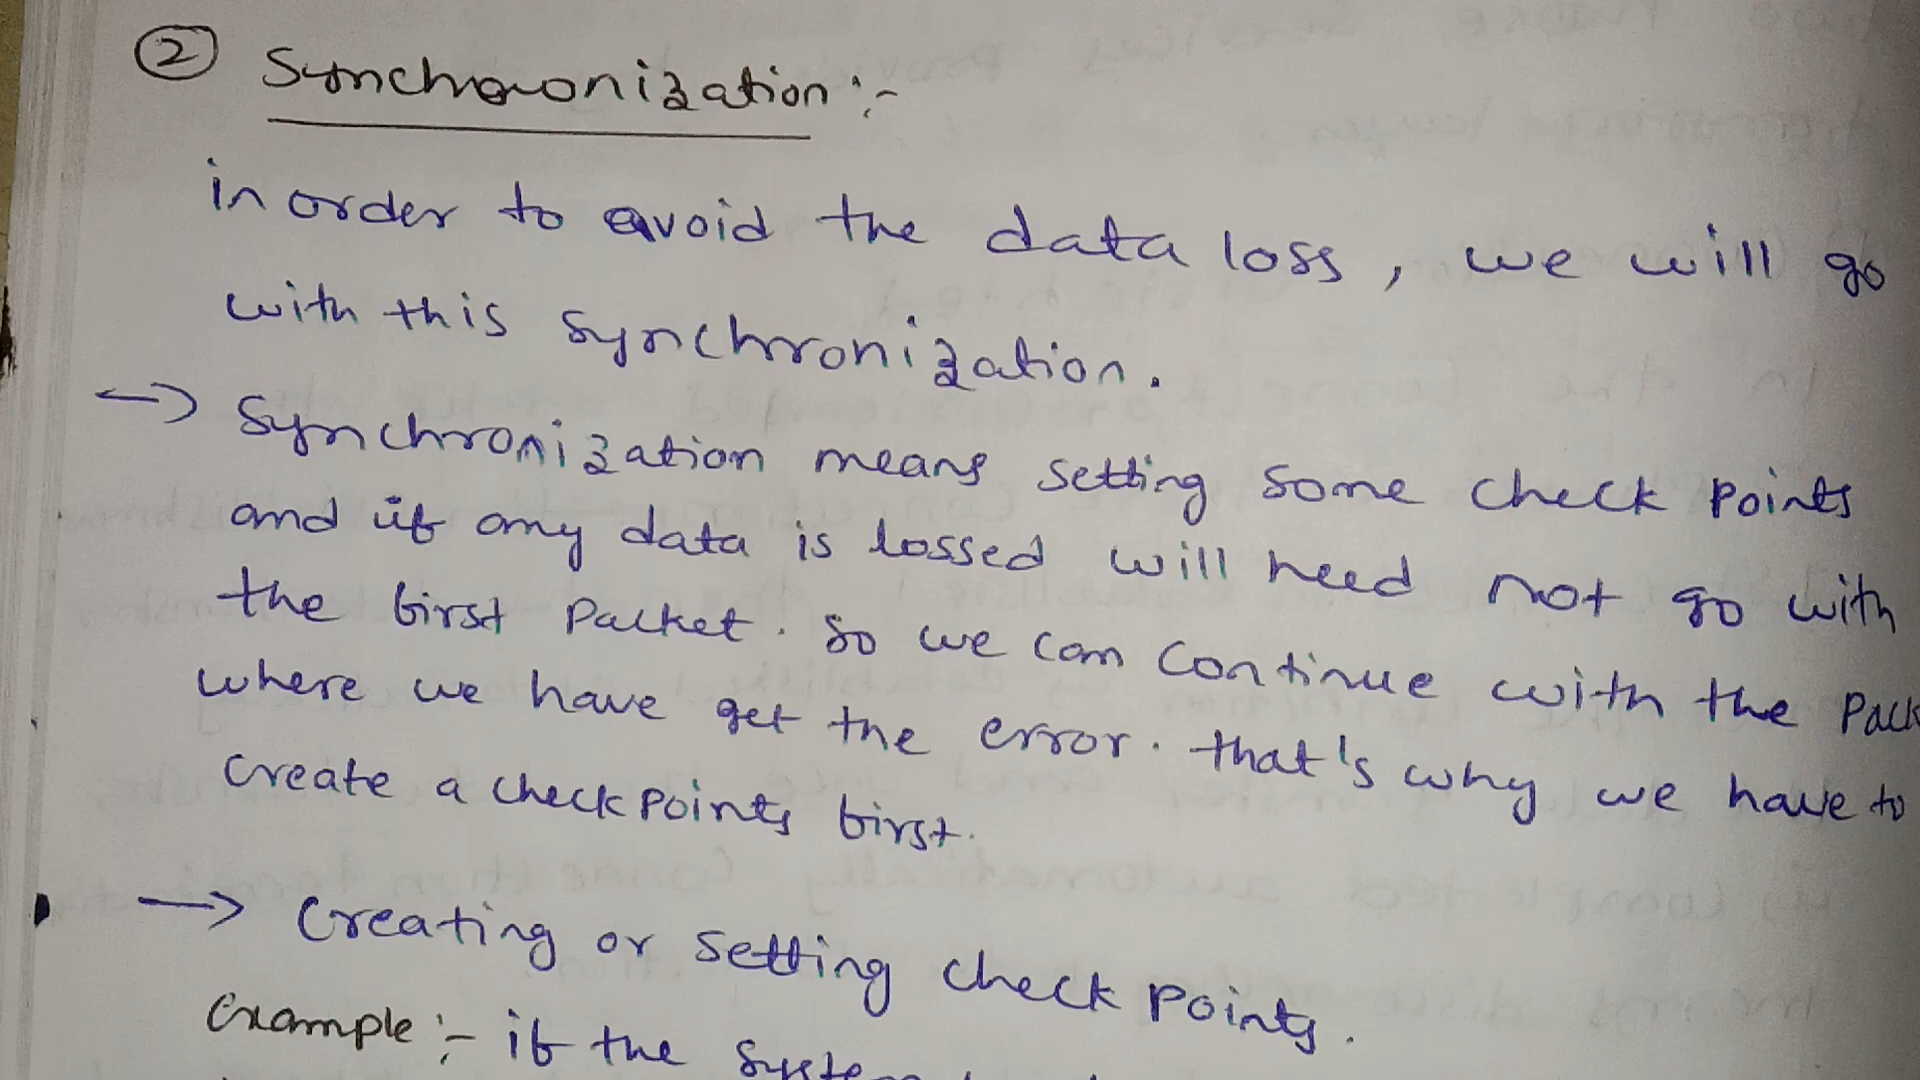 ② Synchronization :-
in order to avoid the data loss, we will go
with this synchronization.
→ Synchronization means setting some check points
and if any data is lossed will need not go with
the first packet. so we can continue with the pack
where we have get the error. that's why we have to
create a checkpoints first.
→ Creating or setting check points.
Example :- if the system